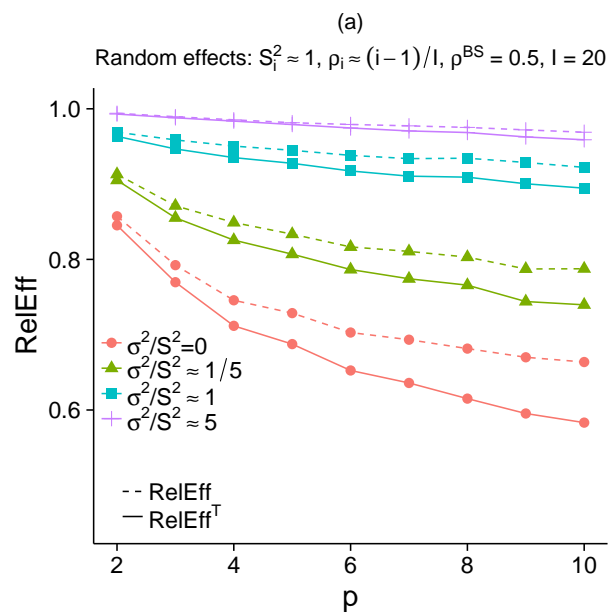 (a)
Random effects: S_i^2 ≈ 1, ρ_i ≈ (i−1)/I, ρ^BS = 0.5, I = 20
1.0
0.8
0.6
RelEff
σ^2/S^2=0
σ^2/S^2 ≈ 1/5
σ^2/S^2 ≈ 1
σ^2/S^2 ≈ 5
RelEff
RelEff^T
2 4 6 8 10
p